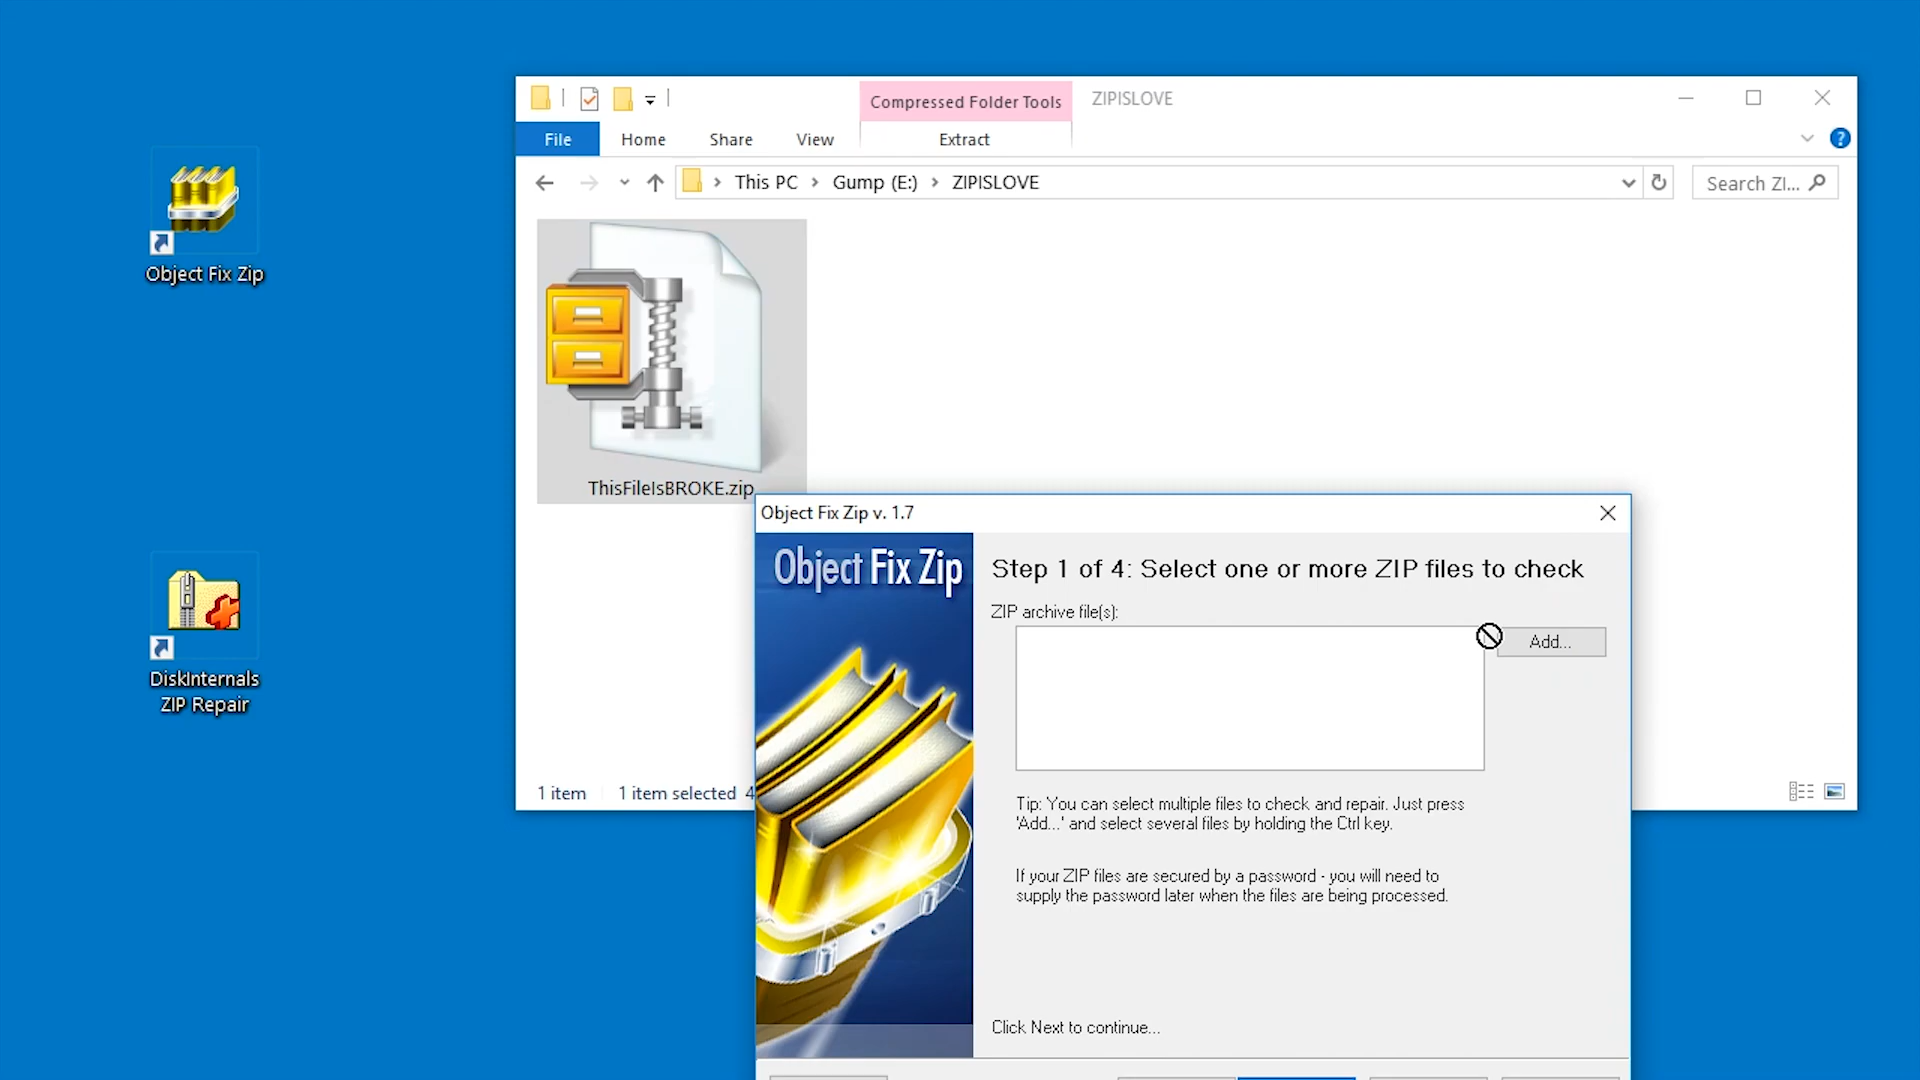 Object Fix Zip
DiskInternals
ZIP Repair
Compressed Folder Tools
ZIPISLOVE
File
Home
Share
View
Extract
?
This PC
Gump (E:)
ZIPISLOVE
Search ZI...
ThisFileIsBROKE.zip
1 item
1 item selected 4
Object Fix Zip v. 1.7
Object Fix Zip
Step 1 of 4: Select one or more ZIP files to check
ZIP archive file(s):
Add...
Tip: You can select multiple files to check and repair. Just press
'Add...' and select several files by holding the Ctrl key.
If your ZIP files are secured by a password - you will need to
supply the password later when the files are being processed.
Click Next to continue...